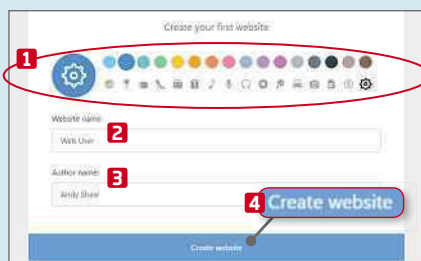 Create your first website
1
Website name
2
Web User
Author name
3
Andy Shaw
4 Create website
Create website